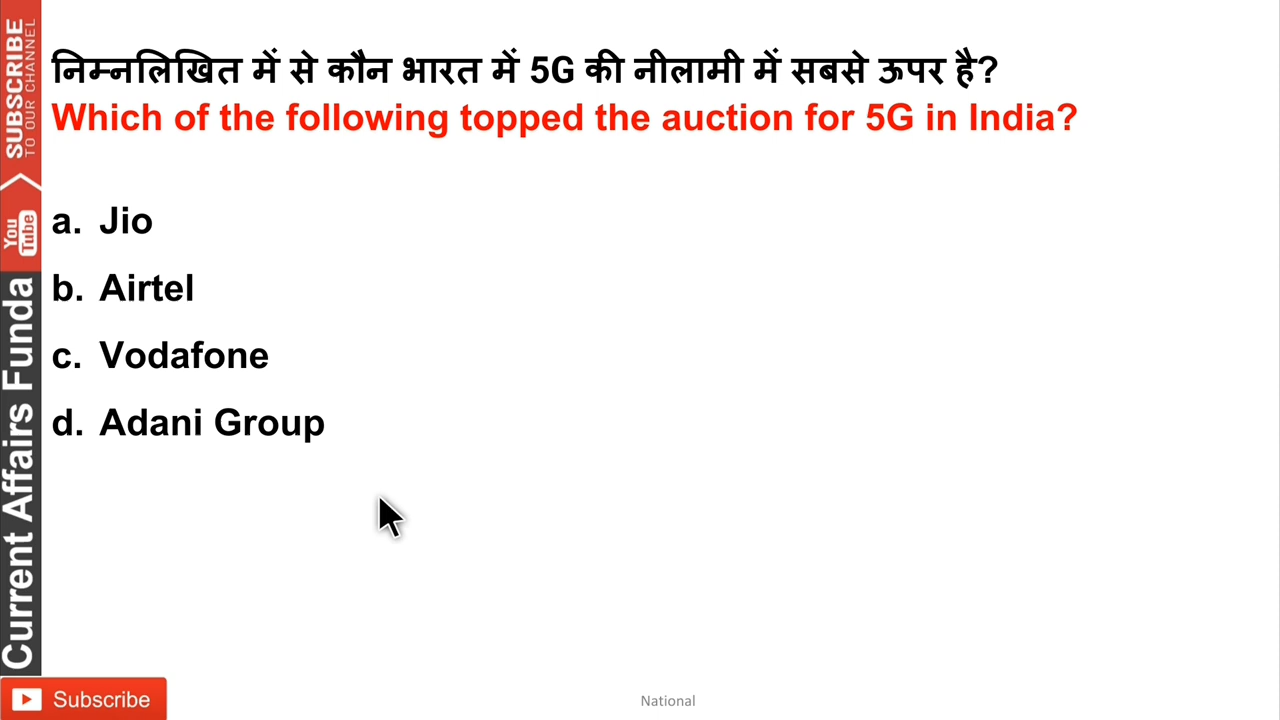 निम्नलिखित में से कौन भारत में 5G की नीलामी में सबसे ऊपर है?
Which of the following topped the auction for 5G in India?
a. Jio
b. Airtel
c. Vodafone
d. Adani Group
SUBSCRIBE
TO OUR CHANNEL
You
Tube
Current Affairs Funda
Subscribe
National